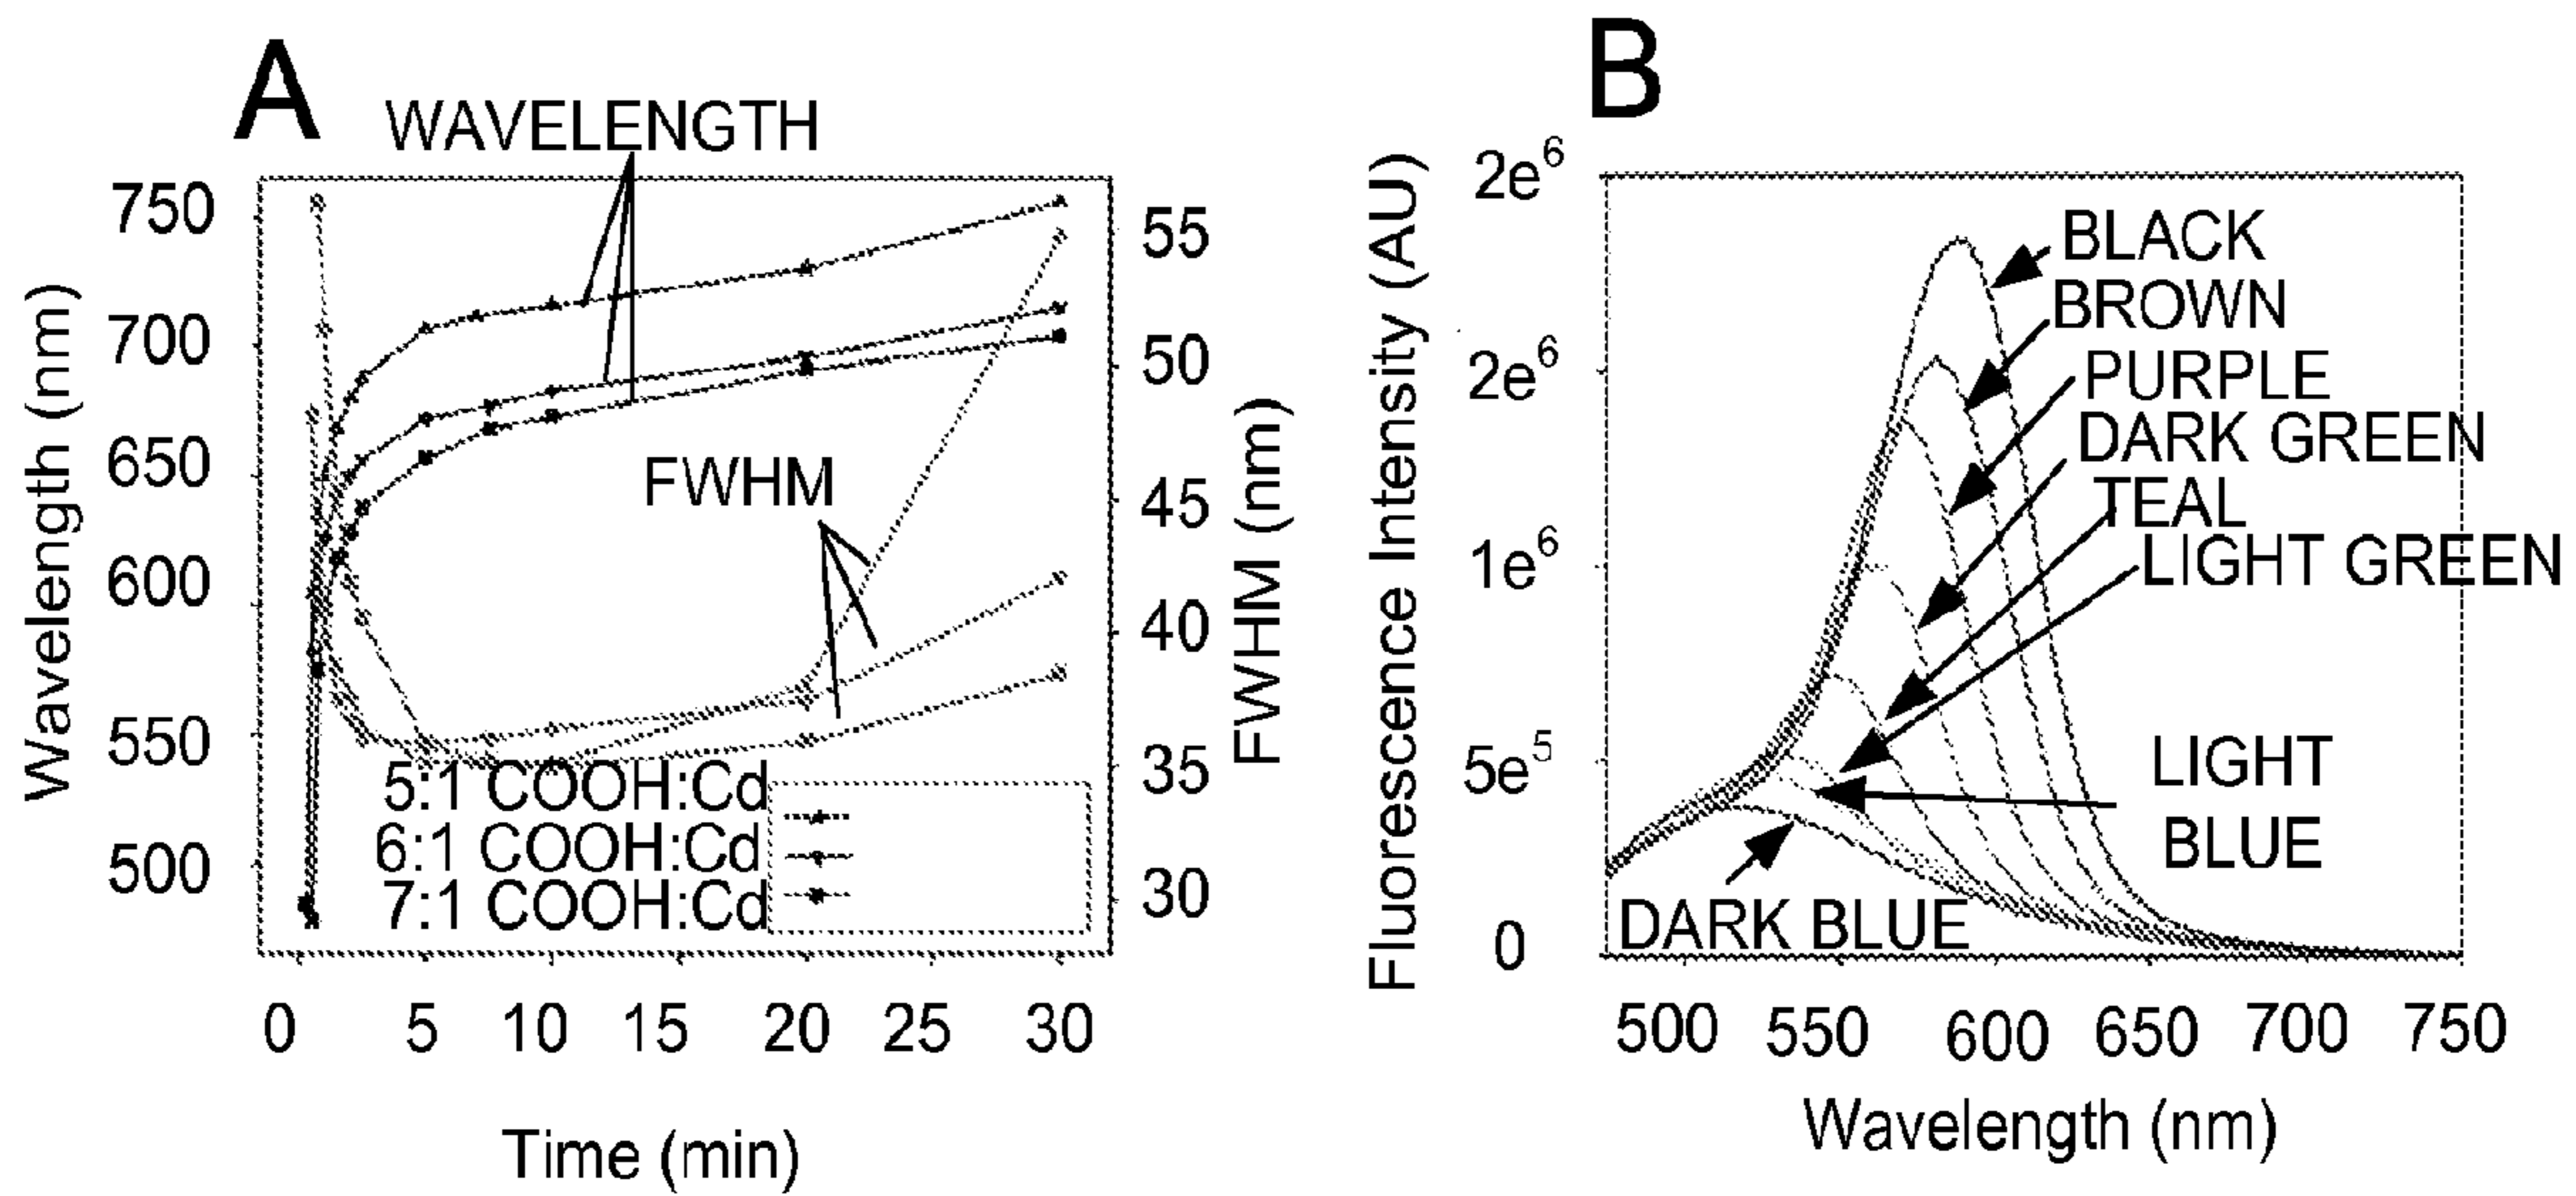 A
WAVELENGTH
750
700
650
600
550
500
Wavelength (nm)
FWHM
5:1 COOH:Cd
6:1 COOH:Cd
7:1 COOH:Cd
55
50
45
40
35
30
FWHM (nm)
0 5 10 15 20 25 30
Time (min)
B
2e6
2e6
1e6
5e5
0
Fluorescence Intensity (AU)
BLACK
BROWN
PURPLE
DARK GREEN
TEAL
LIGHT GREEN
LIGHT
BLUE
DARK BLUE
500 550 600 650 700 750
Wavelength (nm)